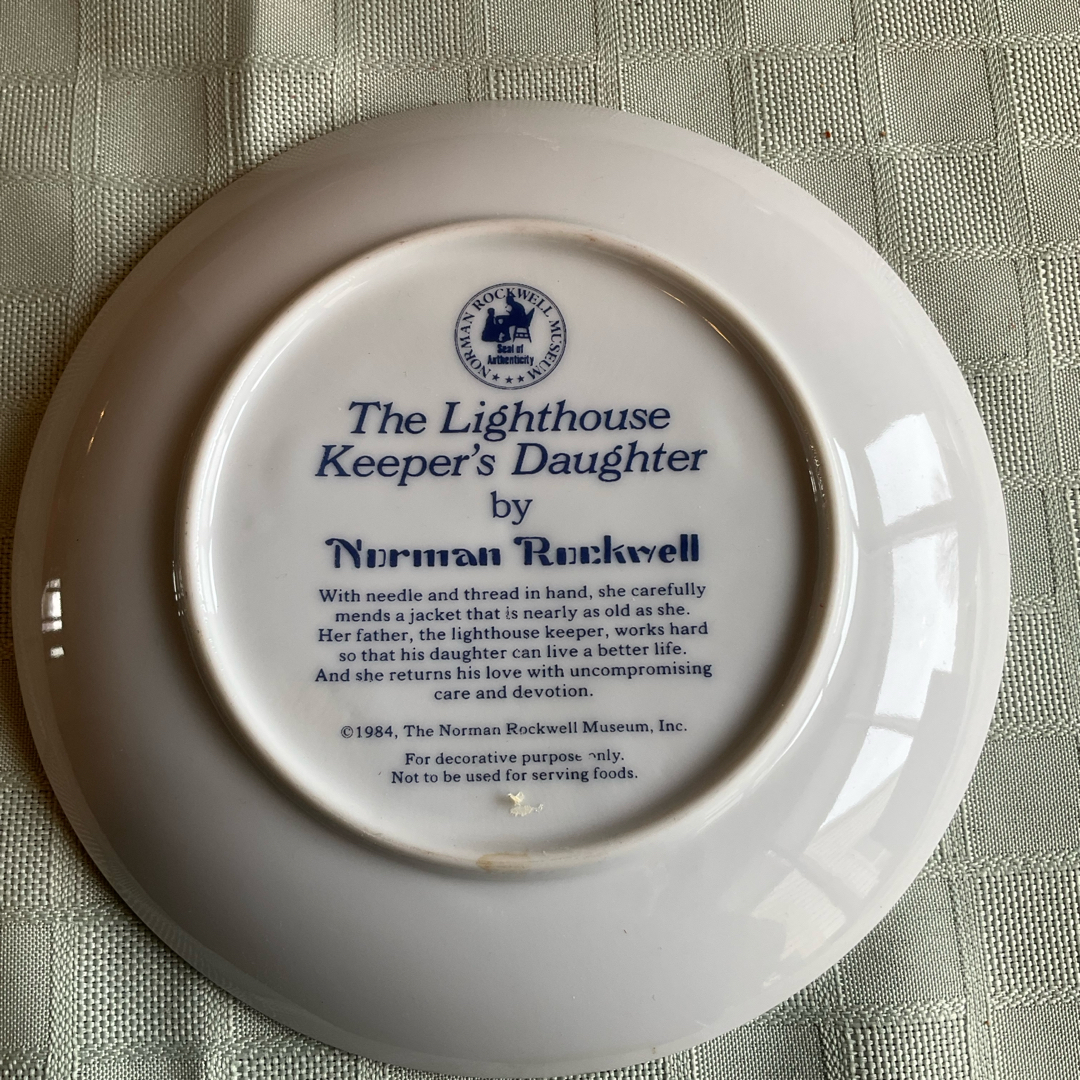 NORMAN ROCKWELL MUSEUM
Seal of
Authenticity
The Lighthouse
Keeper's Daughter
by
Norman Rockwell
With needle and thread in hand, she carefully
mends a jacket that is nearly as old as she.
Her father, the lighthouse keeper, works hard
so that his daughter can live a better life.
And she returns his love with uncompromising
care and devotion.
©1984, The Norman Rockwell Museum, Inc.
For decorative purpose only.
Not to be used for serving foods.